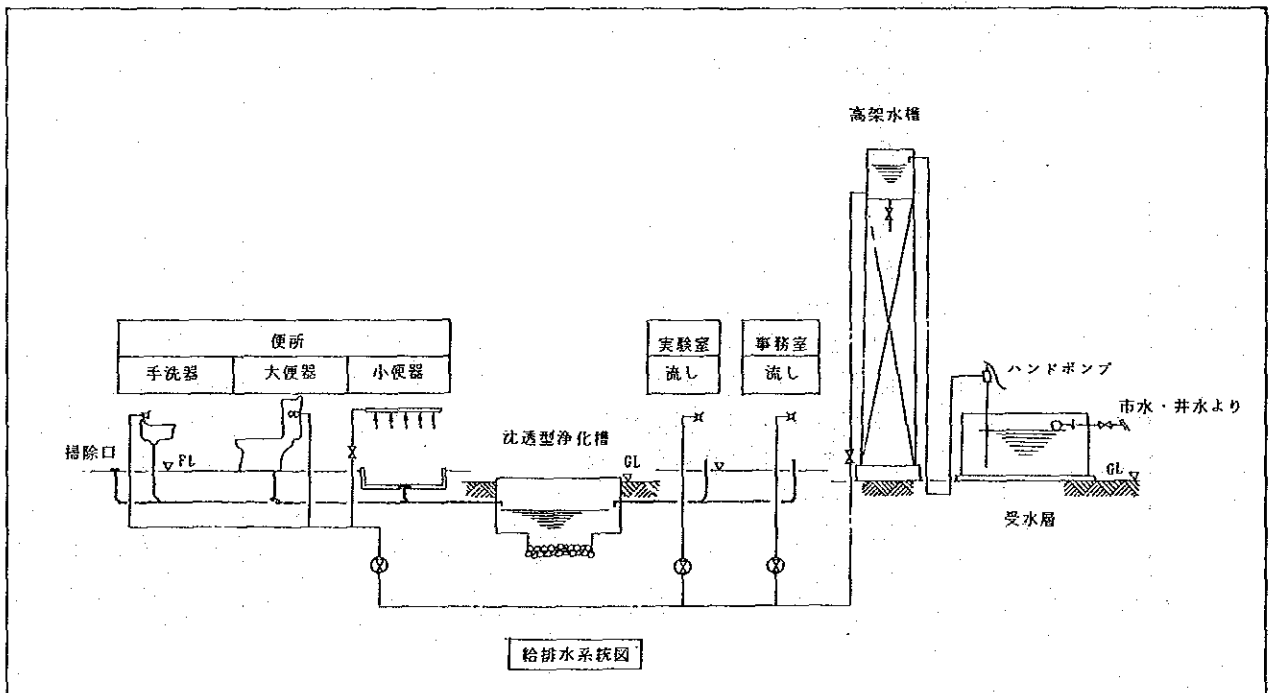 高架水槽
便所
手洗器 大便器 小便器
実験室 事務室
流し 流し
ハンドポンプ
市水・井水より
掃除口
FL
沈透型浄化槽
GL
GL
受水層
給排水系統図